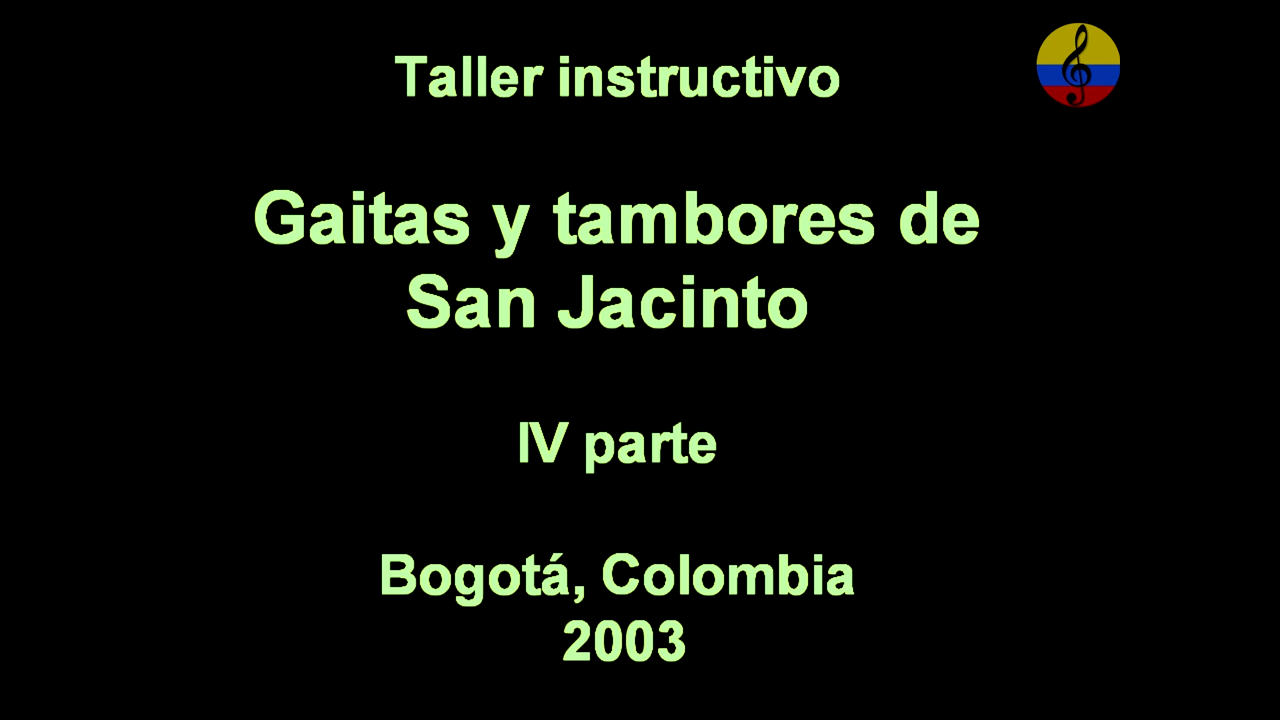 Taller instructivo
Gaitas y tambores de
San Jacinto
IV parte
Bogotá, Colombia
2003